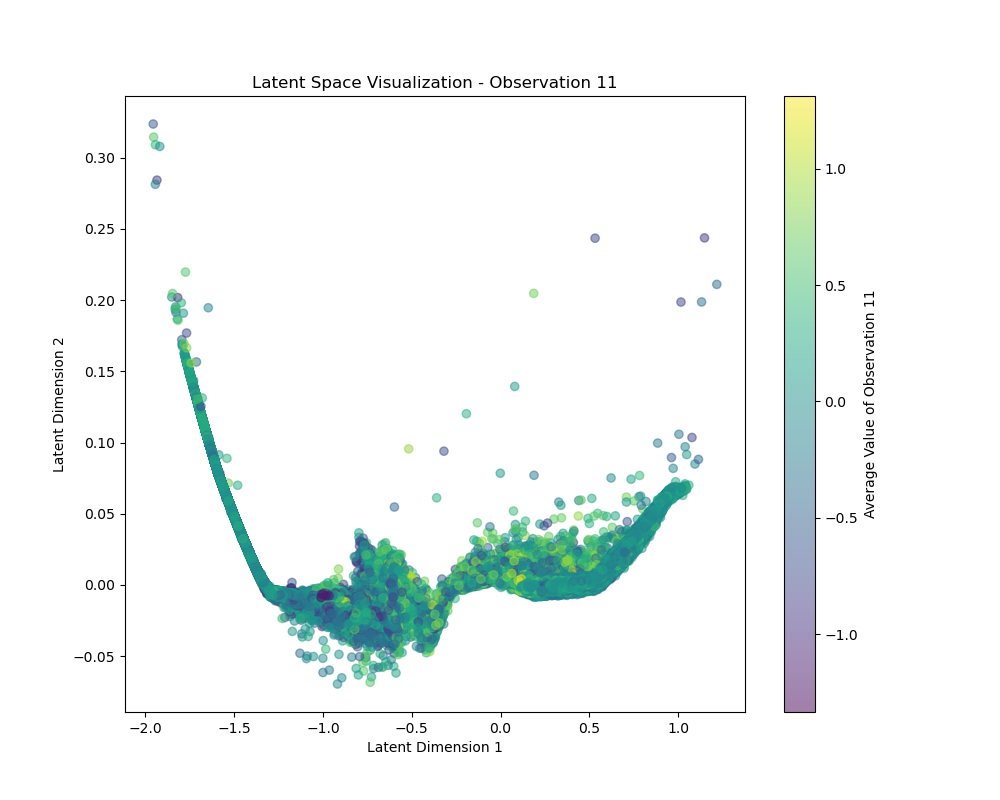 Latent Space Visualization - Observation 11
0.30
0.25
0.20
0.15
0.10
0.05
0.00
−0.05
Latent Dimension 2
−2.0 −1.5 −1.0 −0.5 0.0 0.5 1.0
Latent Dimension 1
1.0
0.5
0.0
−0.5
−1.0
Average Value of Observation 11